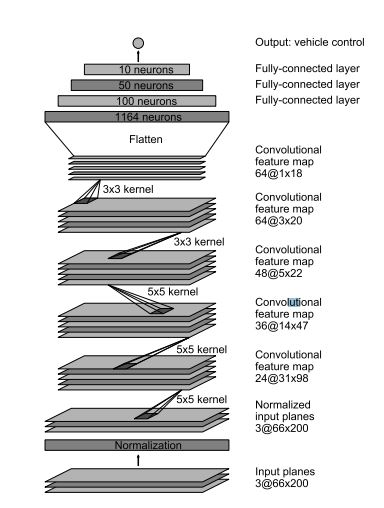 Output: vehicle control
10 neurons
Fully-connected layer
50 neurons
Fully-connected layer
100 neurons
Fully-connected layer
1164 neurons
Flatten
Convolutional
feature map
64@1x18
3x3 kernel
Convolutional
feature map
64@3x20
3x3 kernel
Convolutional
feature map
48@5x22
5x5 kernel
Convolutional
feature map
36@14x47
5x5 kernel
Convolutional
feature map
24@31x98
5x5 kernel
Normalized
input planes
3@66x200
Normalization
Input planes
3@66x200